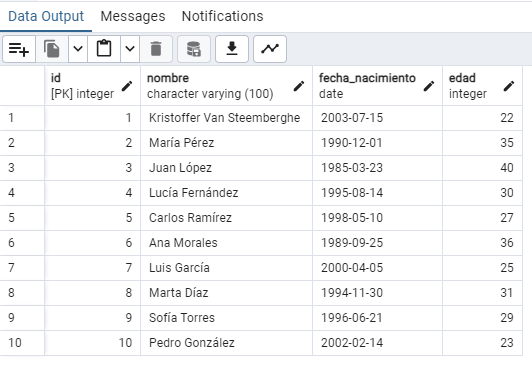 Data Output Messages Notifications
id nombre fecha_nacimiento edad
[PK] integer character varying (100) date integer
1 1 Kristoffer Van Steemberghe 2003-07-15 22
2 2 María Pérez 1990-12-01 35
3 3 Juan López 1985-03-23 40
4 4 Lucía Fernández 1995-08-14 30
5 5 Carlos Ramírez 1998-05-10 27
6 6 Ana Morales 1989-09-25 36
7 7 Luis García 2000-04-05 25
8 8 Marta Díaz 1994-11-30 31
9 9 Sofía Torres 1996-06-21 29
10 10 Pedro González 2002-02-14 23